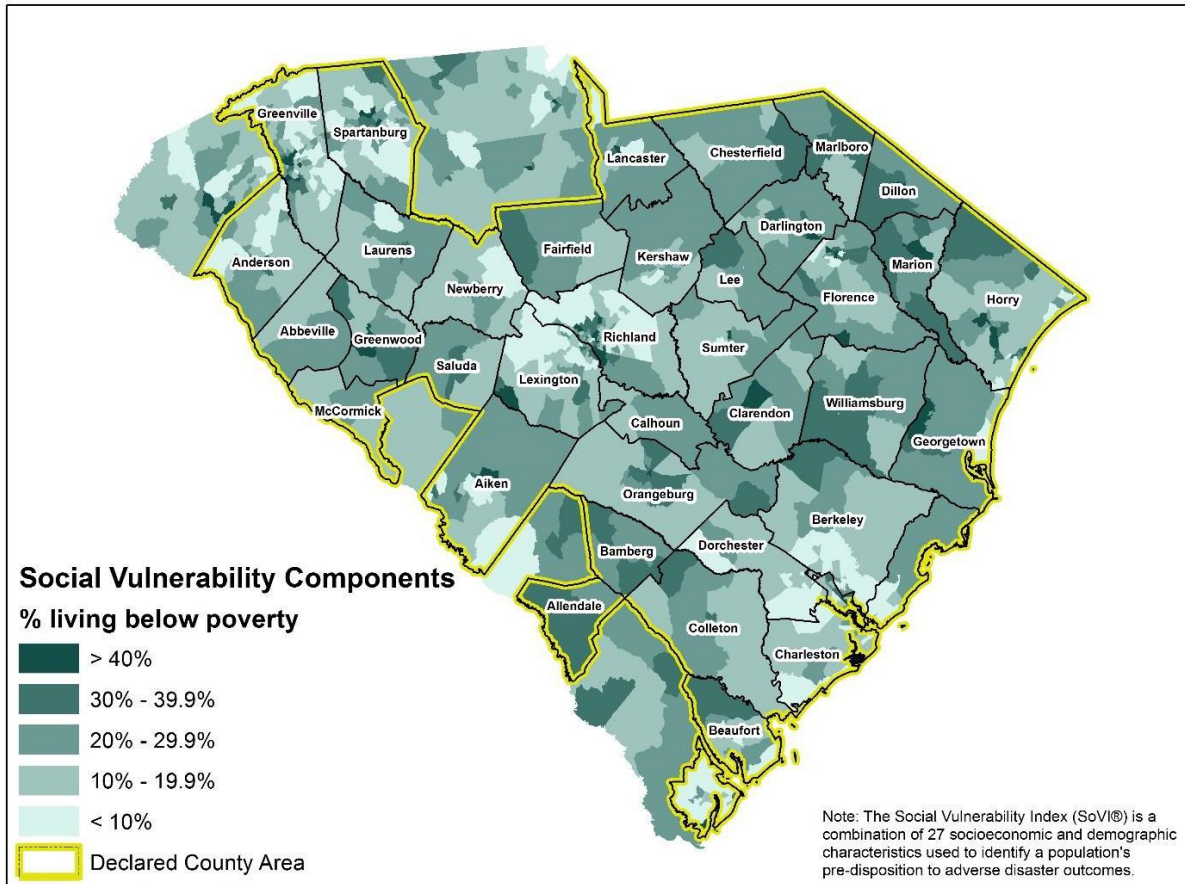 Greenville
Spartanburg
Lancaster
Chesterfield
Marlboro
Dillon
Darlington
Anderson
Laurens
Fairfield
Kershaw
Lee
Marion
Newberry
Florence
Horry
Abbeville
Greenwood
Richland
Sumter
Saluda
Lexington
McCormick
Calhoun
Clarendon
Williamsburg
Georgetown
Aiken
Orangeburg
Berkeley
Bamberg
Dorchester
Allendale
Colleton
Charleston
Beaufort
Social Vulnerability Components
% living below poverty
> 40%
30% - 39.9%
20% - 29.9%
10% - 19.9%
< 10%
Declared County Area
Note: The Social Vulnerability Index (SoVI®) is a
combination of 27 socioeconomic and demographic
characteristics used to identify a population's
pre-disposition to adverse disaster outcomes.